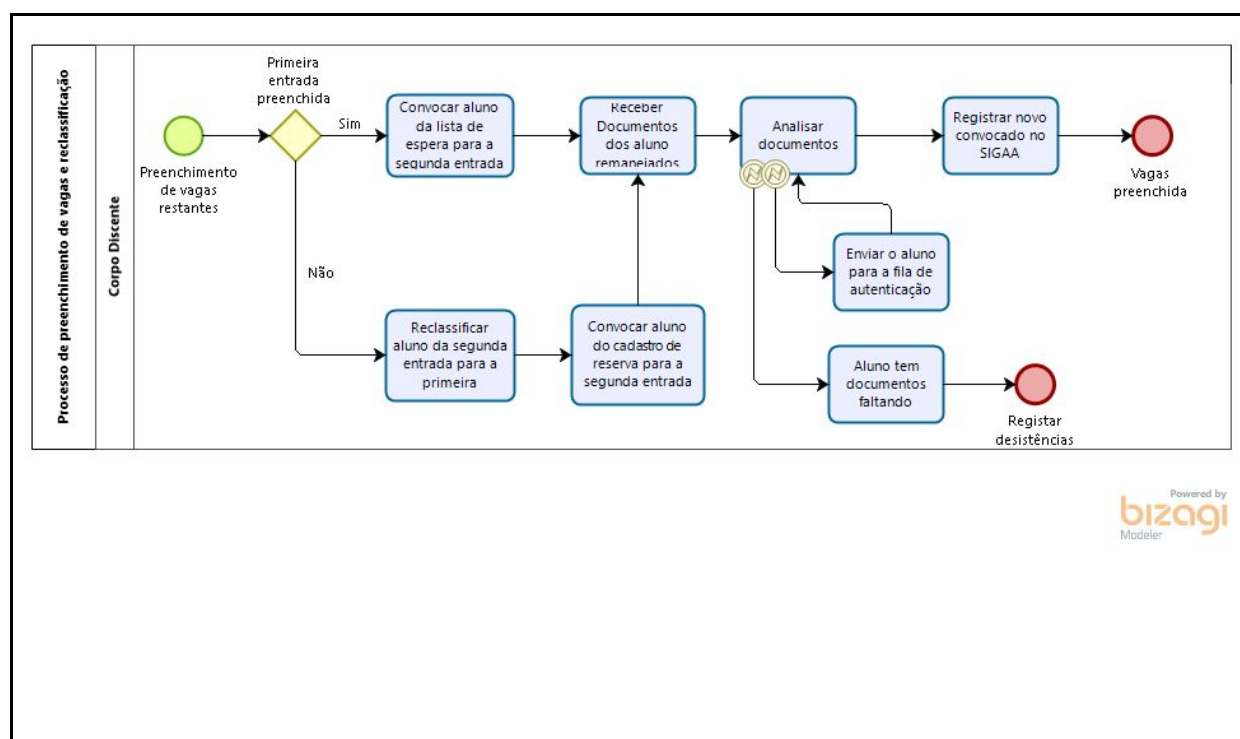 Processo de preenchimento de vagas e reclassificação
Corpo Discente
Preenchimento
de vagas
restantes
Primeira
entrada
preenchida
Sim
Não
Convocar aluno
da lista de
espera para a
segunda entrada
Receber
Documentos
dos aluno
remanejados
Analisar
documentos
Registrar novo
convocado no
SIGAA
Vagas
preenchida
Enviar o aluno
para a fila de
autenticação
Reclassificar
aluno da segunda
entrada para a
primeira
Convocar aluno
do cadastro de
reserva para a
segunda entrada
Aluno tem
documentos
faltando
Registar
desistências
Powered by
bizagi
Modeler